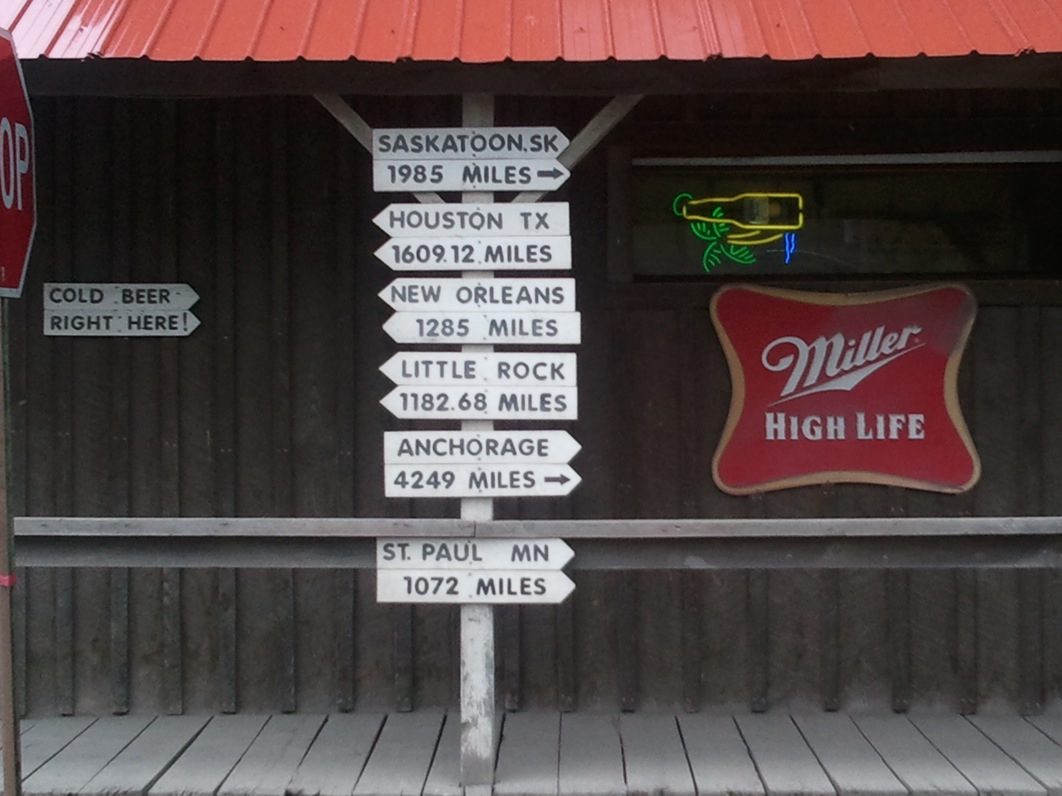 OP
SASKATOON.SK
1985 MILES →
HOUSTON TX
1609.12 MILES
NEW ORLEANS
1285 MILES
LITTLE ROCK
1182.68 MILES
ANCHORAGE
4249 MILES →
ST. PAUL MN
1072 MILES
COLD BEER
RIGHT HERE!
Miller
HIGH LIFE